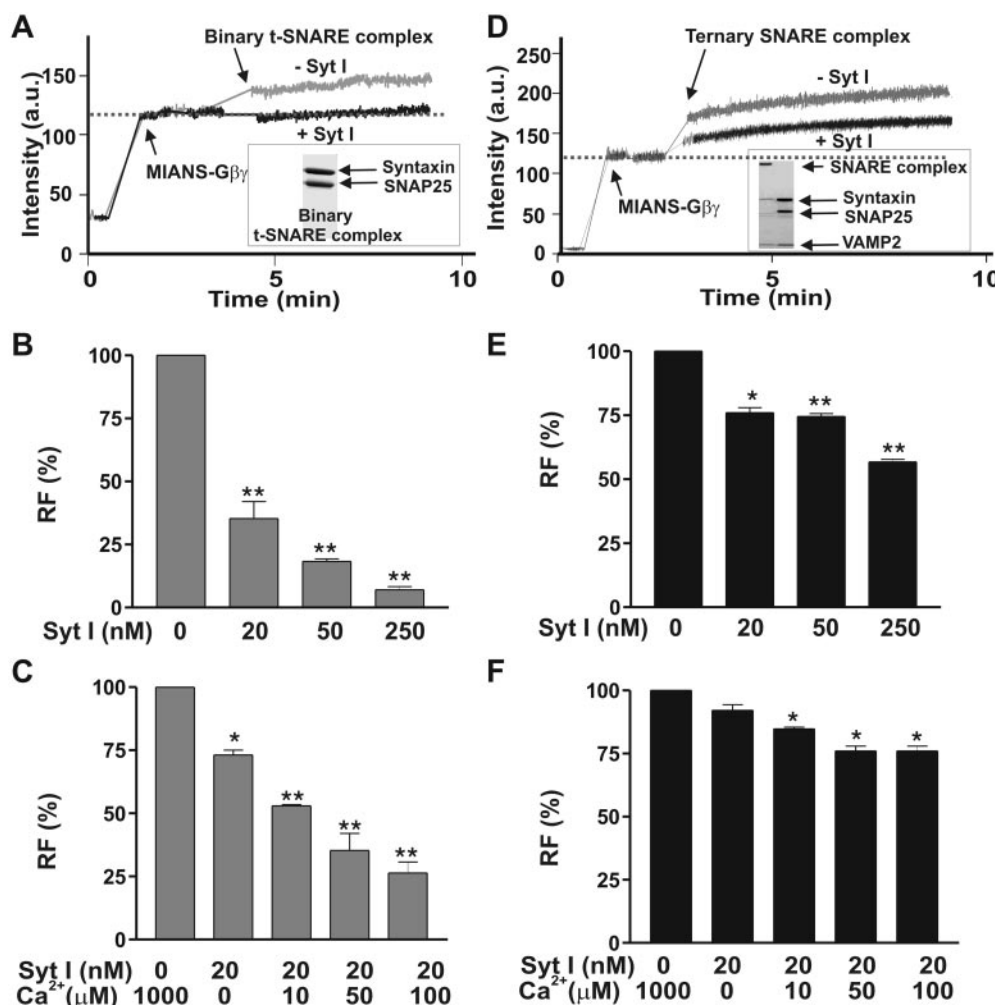 A
Binary t-SNARE complex
- Syt I
+ Syt I
MIANS-Gβγ
Syntaxin
SNAP25
Binary
t-SNARE complex
Intensity (a.u.)
150
100
50
0
0 5 10
Time (min)
D
Ternary SNARE complex
- Syt I
+ Syt I
MIANS-Gβγ
SNARE complex
Syntaxin
SNAP25
VAMP2
Intensity (a.u.)
250
200
150
100
50
0
0 5 10
Time (min)
B
RF (%)
100
75
50
25
0
** ** **
Syt I (nM) 0 20 50 250
E
RF (%)
100
75
50
25
0
* ** **
Syt I (nM) 0 20 50 250
C
RF (%)
100
75
50
25
0
* ** ** **
Syt I (nM) 0 20 20 20 20
Ca²⁺(μM) 1000 0 10 50 100
F
RF (%)
100
75
50
25
0
* * *
Syt I (nM) 0 20 20 20 20
Ca²⁺(μM) 1000 0 10 50 100